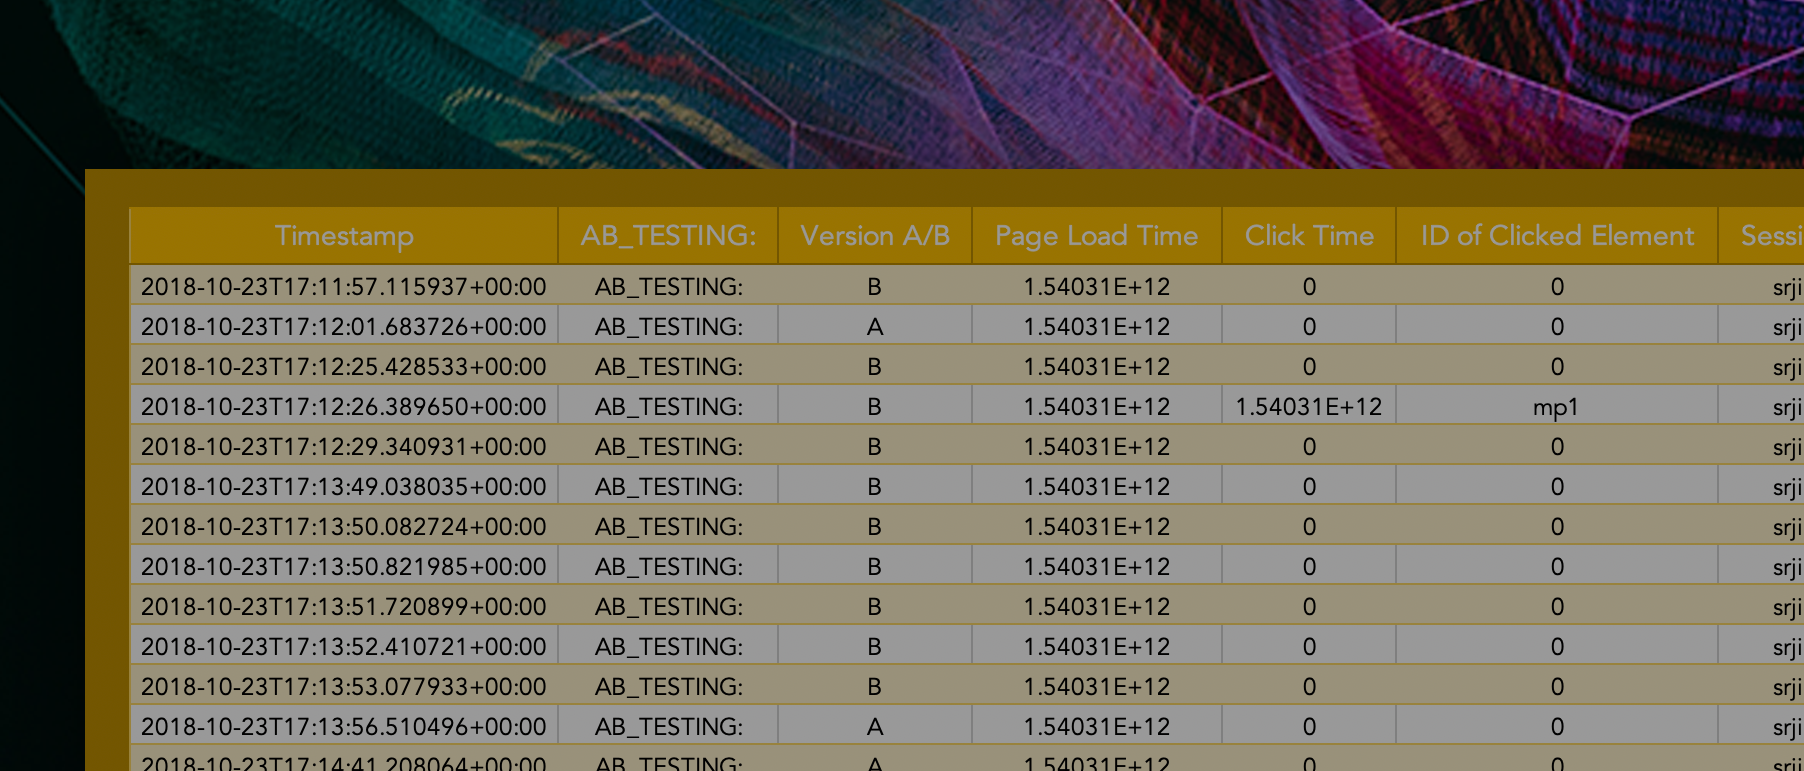 Timestamp AB_TESTING: Version A/B Page Load Time Click Time ID of Clicked Element Sessi
2018-10-23T17:11:57.115937+00:00 AB_TESTING: B 1.54031E+12 0 0 srji
2018-10-23T17:12:01.683726+00:00 AB_TESTING: A 1.54031E+12 0 0 srji
2018-10-23T17:12:25.428533+00:00 AB_TESTING: B 1.54031E+12 0 0 srji
2018-10-23T17:12:26.389650+00:00 AB_TESTING: B 1.54031E+12 1.54031E+12 mp1 srji
2018-10-23T17:12:29.340931+00:00 AB_TESTING: B 1.54031E+12 0 0 srji
2018-10-23T17:13:49.038035+00:00 AB_TESTING: B 1.54031E+12 0 0 srji
2018-10-23T17:13:50.082724+00:00 AB_TESTING: B 1.54031E+12 0 0 srji
2018-10-23T17:13:50.821985+00:00 AB_TESTING: B 1.54031E+12 0 0 srji
2018-10-23T17:13:51.720899+00:00 AB_TESTING: B 1.54031E+12 0 0 srji
2018-10-23T17:13:52.410721+00:00 AB_TESTING: B 1.54031E+12 0 0 srji
2018-10-23T17:13:53.077933+00:00 AB_TESTING: B 1.54031E+12 0 0 srji
2018-10-23T17:13:56.510496+00:00 AB_TESTING: A 1.54031E+12 0 0 srji
2018-10-23T17:14:41.208064+00:00 AB_TESTING: A 1.54031E+12 0 0 srji